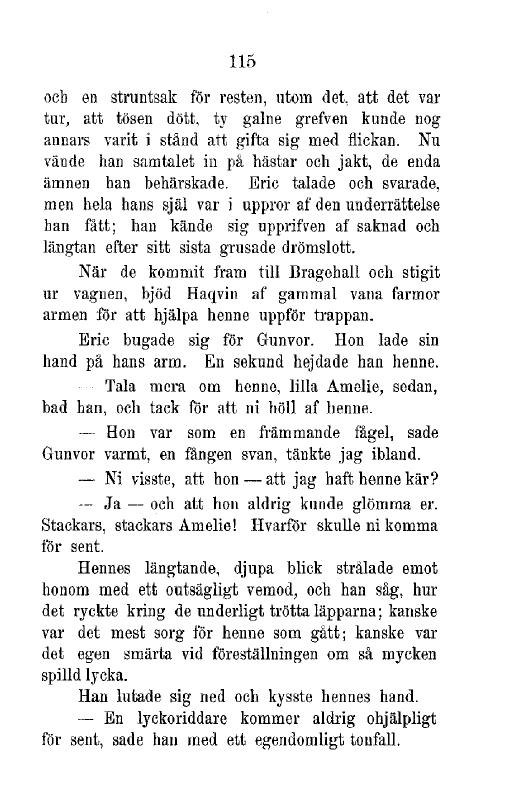 115
och en struntsak för resten, utom det, att det var
tur, att tösen dött, ty galne grefven kunde nog
annars varit i stånd att gifta sig med flickan. Nu
vände han samtalet in på hästar och jakt, de enda
ämnen han behärskade. Eric talade och svarade,
men hela hans själ var i uppror af den underrättelse
han fått; han kände sig upprifven af saknad och
längtan efter sitt sista grusade drömslott.
När de kommit fram till Bragehall och stigit
ur vagnen, bjöd Haqvin af gammal vana farmor
armen för att hjälpa henne uppför trappan.
Eric bugade sig för Gunvor. Hon lade sin
hand på hans arm. En sekund hejdade han henne.
— Tala mera om henne, lilla Amelie, sedan,
bad han, och tack för att ni höll af henne.
— Hon var som en främmande fågel, sade
Gunvor varmt, en fången svan, tänkte jag ibland.
— Ni visste, att hon — att jag haft henne kär?
— Ja — och att hon aldrig kunde glömma er.
Stackars, stackars Amelie! Hvarför skulle ni komma
för sent.
Hennes längtande, djupa blick strålade emot
honom med ett outsägligt vemod, och han såg, hur
det ryckte kring de underligt trötta läpparna; kanske
var det mest sorg för henne som gått; kanske var
det egen smärta vid föreställningen om så mycken
spilld lycka.
Han lutade sig ned och kysste hennes hand.
— En lyckoriddare kommer aldrig ohjälpligt
för sent, sade han med ett egendomligt tonfall.